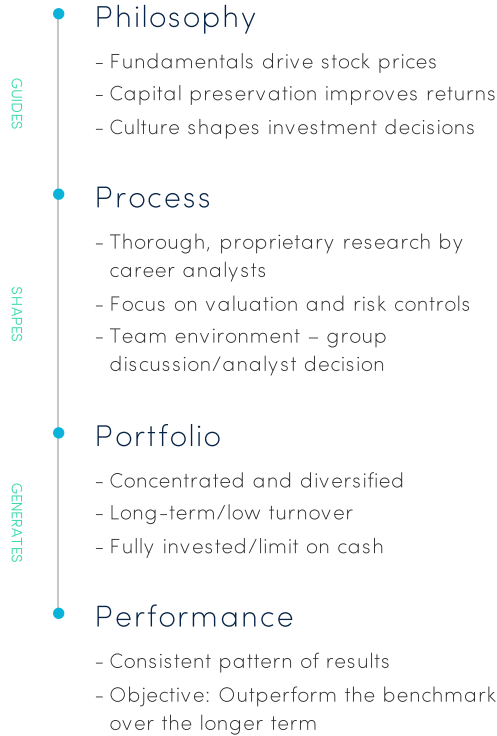 Philosophy
- Fundamentals drive stock prices
- Capital preservation improves returns
- Culture shapes investment decisions
GUIDES
Process
- Thorough, proprietary research by
career analysts
- Focus on valuation and risk controls
- Team environment – group
discussion/analyst decision
SHAPES
Portfolio
- Concentrated and diversified
- Long-term/low turnover
- Fully invested/limit on cash
GENERATES
Performance
- Consistent pattern of results
- Objective: Outperform the benchmark
over the longer term